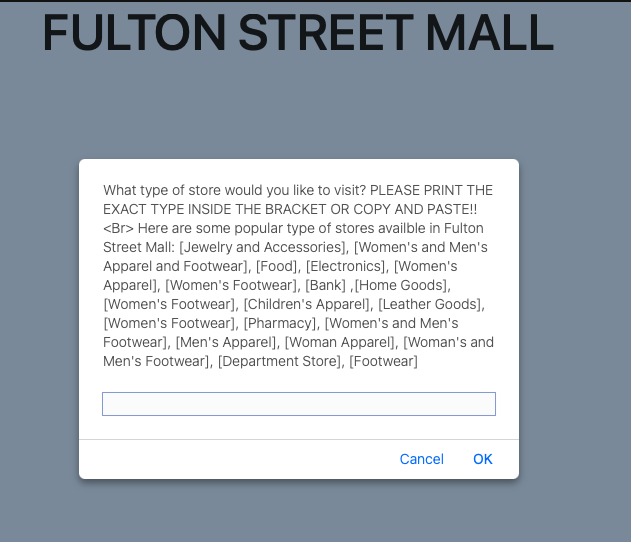 FULTON STREET MALL
What type of store would you like to visit? PLEASE PRINT THE
EXACT TYPE INSIDE THE BRACKET OR COPY AND PASTE!!
<Br> Here are some popular type of stores availble in Fulton
Street Mall: [Jewelry and Accessories], [Women's and Men's
Apparel and Footwear], [Food], [Electronics], [Women's
Apparel], [Women's Footwear], [Bank] ,[Home Goods],
[Women's Footwear], [Children's Apparel], [Leather Goods],
[Women's Footwear], [Pharmacy], [Women's and Men's
Footwear], [Men's Apparel], [Woman Apparel], [Woman's and
Men's Footwear], [Department Store], [Footwear]
Cancel OK